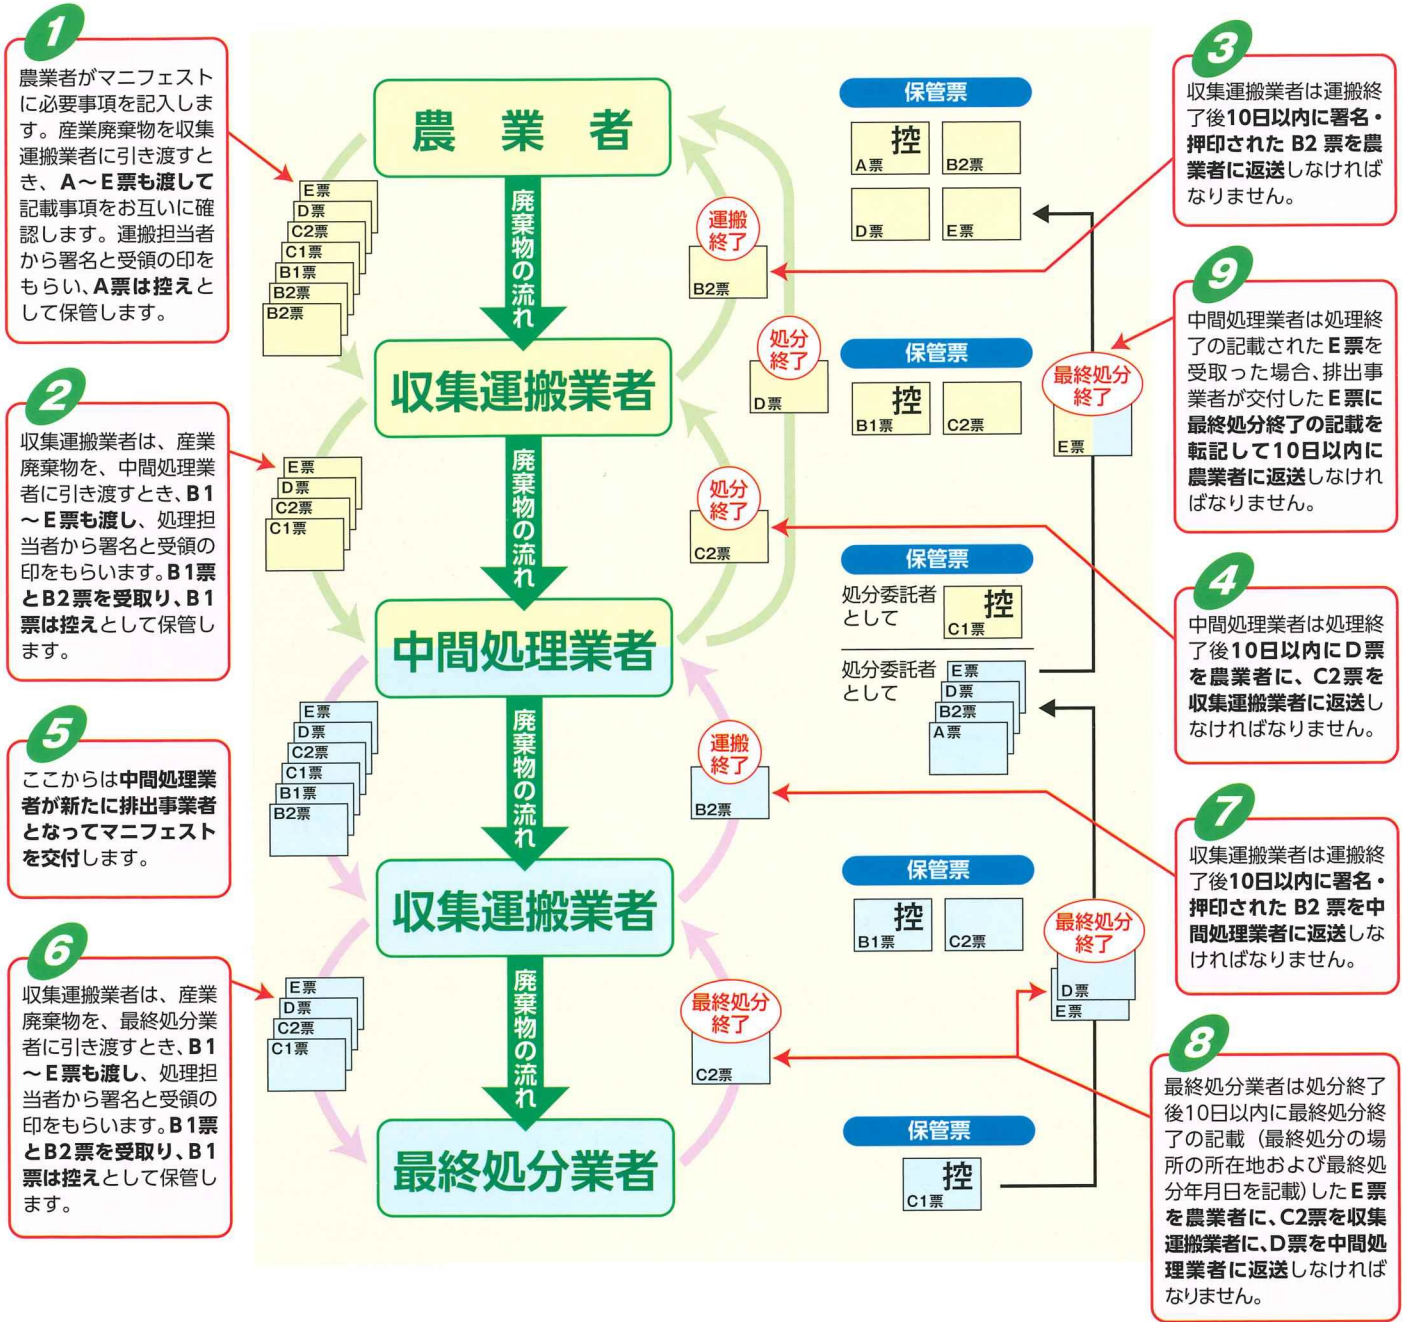 1
農業者がマニフェスト
に必要事項を記入しま
す。産業廃棄物を収集
運搬業者に引き渡すと
き、A～E票も渡して
記載事項をお互いに確
認します。運搬担当者
から署名と受領の印を
もらい、A票は控えと
して保管します。
2
収集運搬業者は、産業
廃棄物を、中間処理業
者に引き渡すとき、B1
～E票も渡し、処理担
当者から署名と受領の
印をもらいます。B1票
とB2票を受取り、B1
票は控えとして保管し
ます。
5
ここからは中間処理業
者が新たに排出事業者
となってマニフェスト
を交付します。
6
収集運搬業者は、産業
廃棄物を、最終処分業
者に引き渡すとき、B1
～E票も渡し、処理担
当者から署名と受領の
印をもらいます。B1票
とB2票を受取り、B1
票は控えとして保管し
ます。
農業者
廃棄物の流れ
収集運搬業者
廃棄物の流れ
中間処理業者
廃棄物の流れ
収集運搬業者
廃棄物の流れ
最終処分業者
E票
D票
C2票
C1票
B1票
B2票
B2票
E票
D票
C2票
C1票
E票
D票
C2票
C1票
B1票
B2票
E票
D票
C2票
C1票
運搬
終了
B2票
処分
終了
D票
処分
終了
C2票
運搬
終了
B2票
最終処分
終了
C2票
保管票
控
A票
B2票
D票
E票
保管票
控
B1票
C2票
最終処分
終了
E票
保管票
処分委託者
として
控
C1票
処分委託者
として
E票
D票
B2票
A票
保管票
控
B1票
C2票
最終処分
終了
D票
E票
保管票
控
C1票
3
収集運搬業者は運搬終
了後10日以内に署名・
押印された B2 票を農
業者に返送しなければ
なりません。
9
中間処理業者は処理終
了の記載されたE票を
受取った場合、排出事
業者が交付したE票に
最終処分終了の記載を
転記して10日以内に
農業者に返送しなけれ
ばなりません。
4
中間処理業者は処理終
了後10日以内にD票
を農業者に、C2票を
収集運搬業者に返送し
なければなりません。
7
収集運搬業者は運搬終
了後10日以内に署名・
押印された B2 票を中
間処理業者に返送しな
ければなりません。
8
最終処分業者は処分終了
後10日以内に最終処分終
了の記載（最終処分の場
所の所在地および最終処
分年月日を記載）したE票
を農業者に、C2票を収集
運搬業者に、D票を中間処
理業者に返送しなければ
なりません。